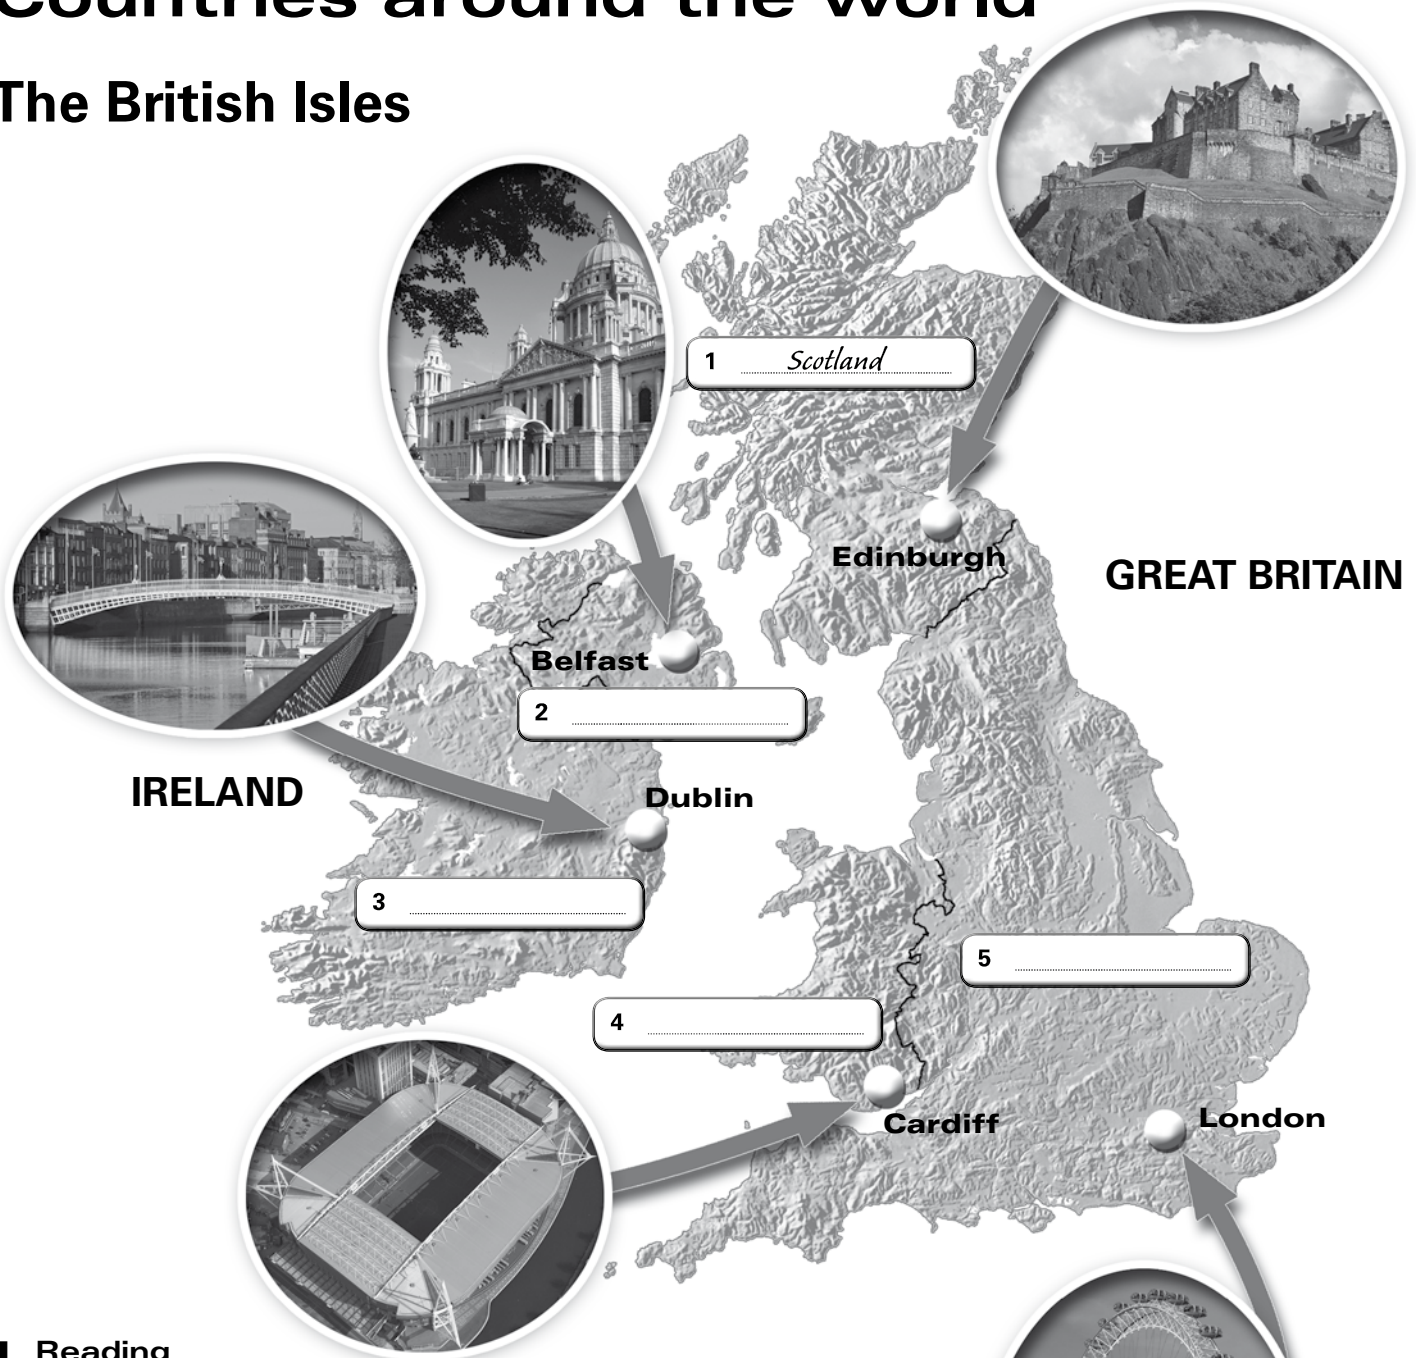 Countries around the world
The British Isles
1 Scotland
Edinburgh
GREAT BRITAIN
Belfast
2
IRELAND
Dublin
3
5
4
Cardiff
London
1 Reading